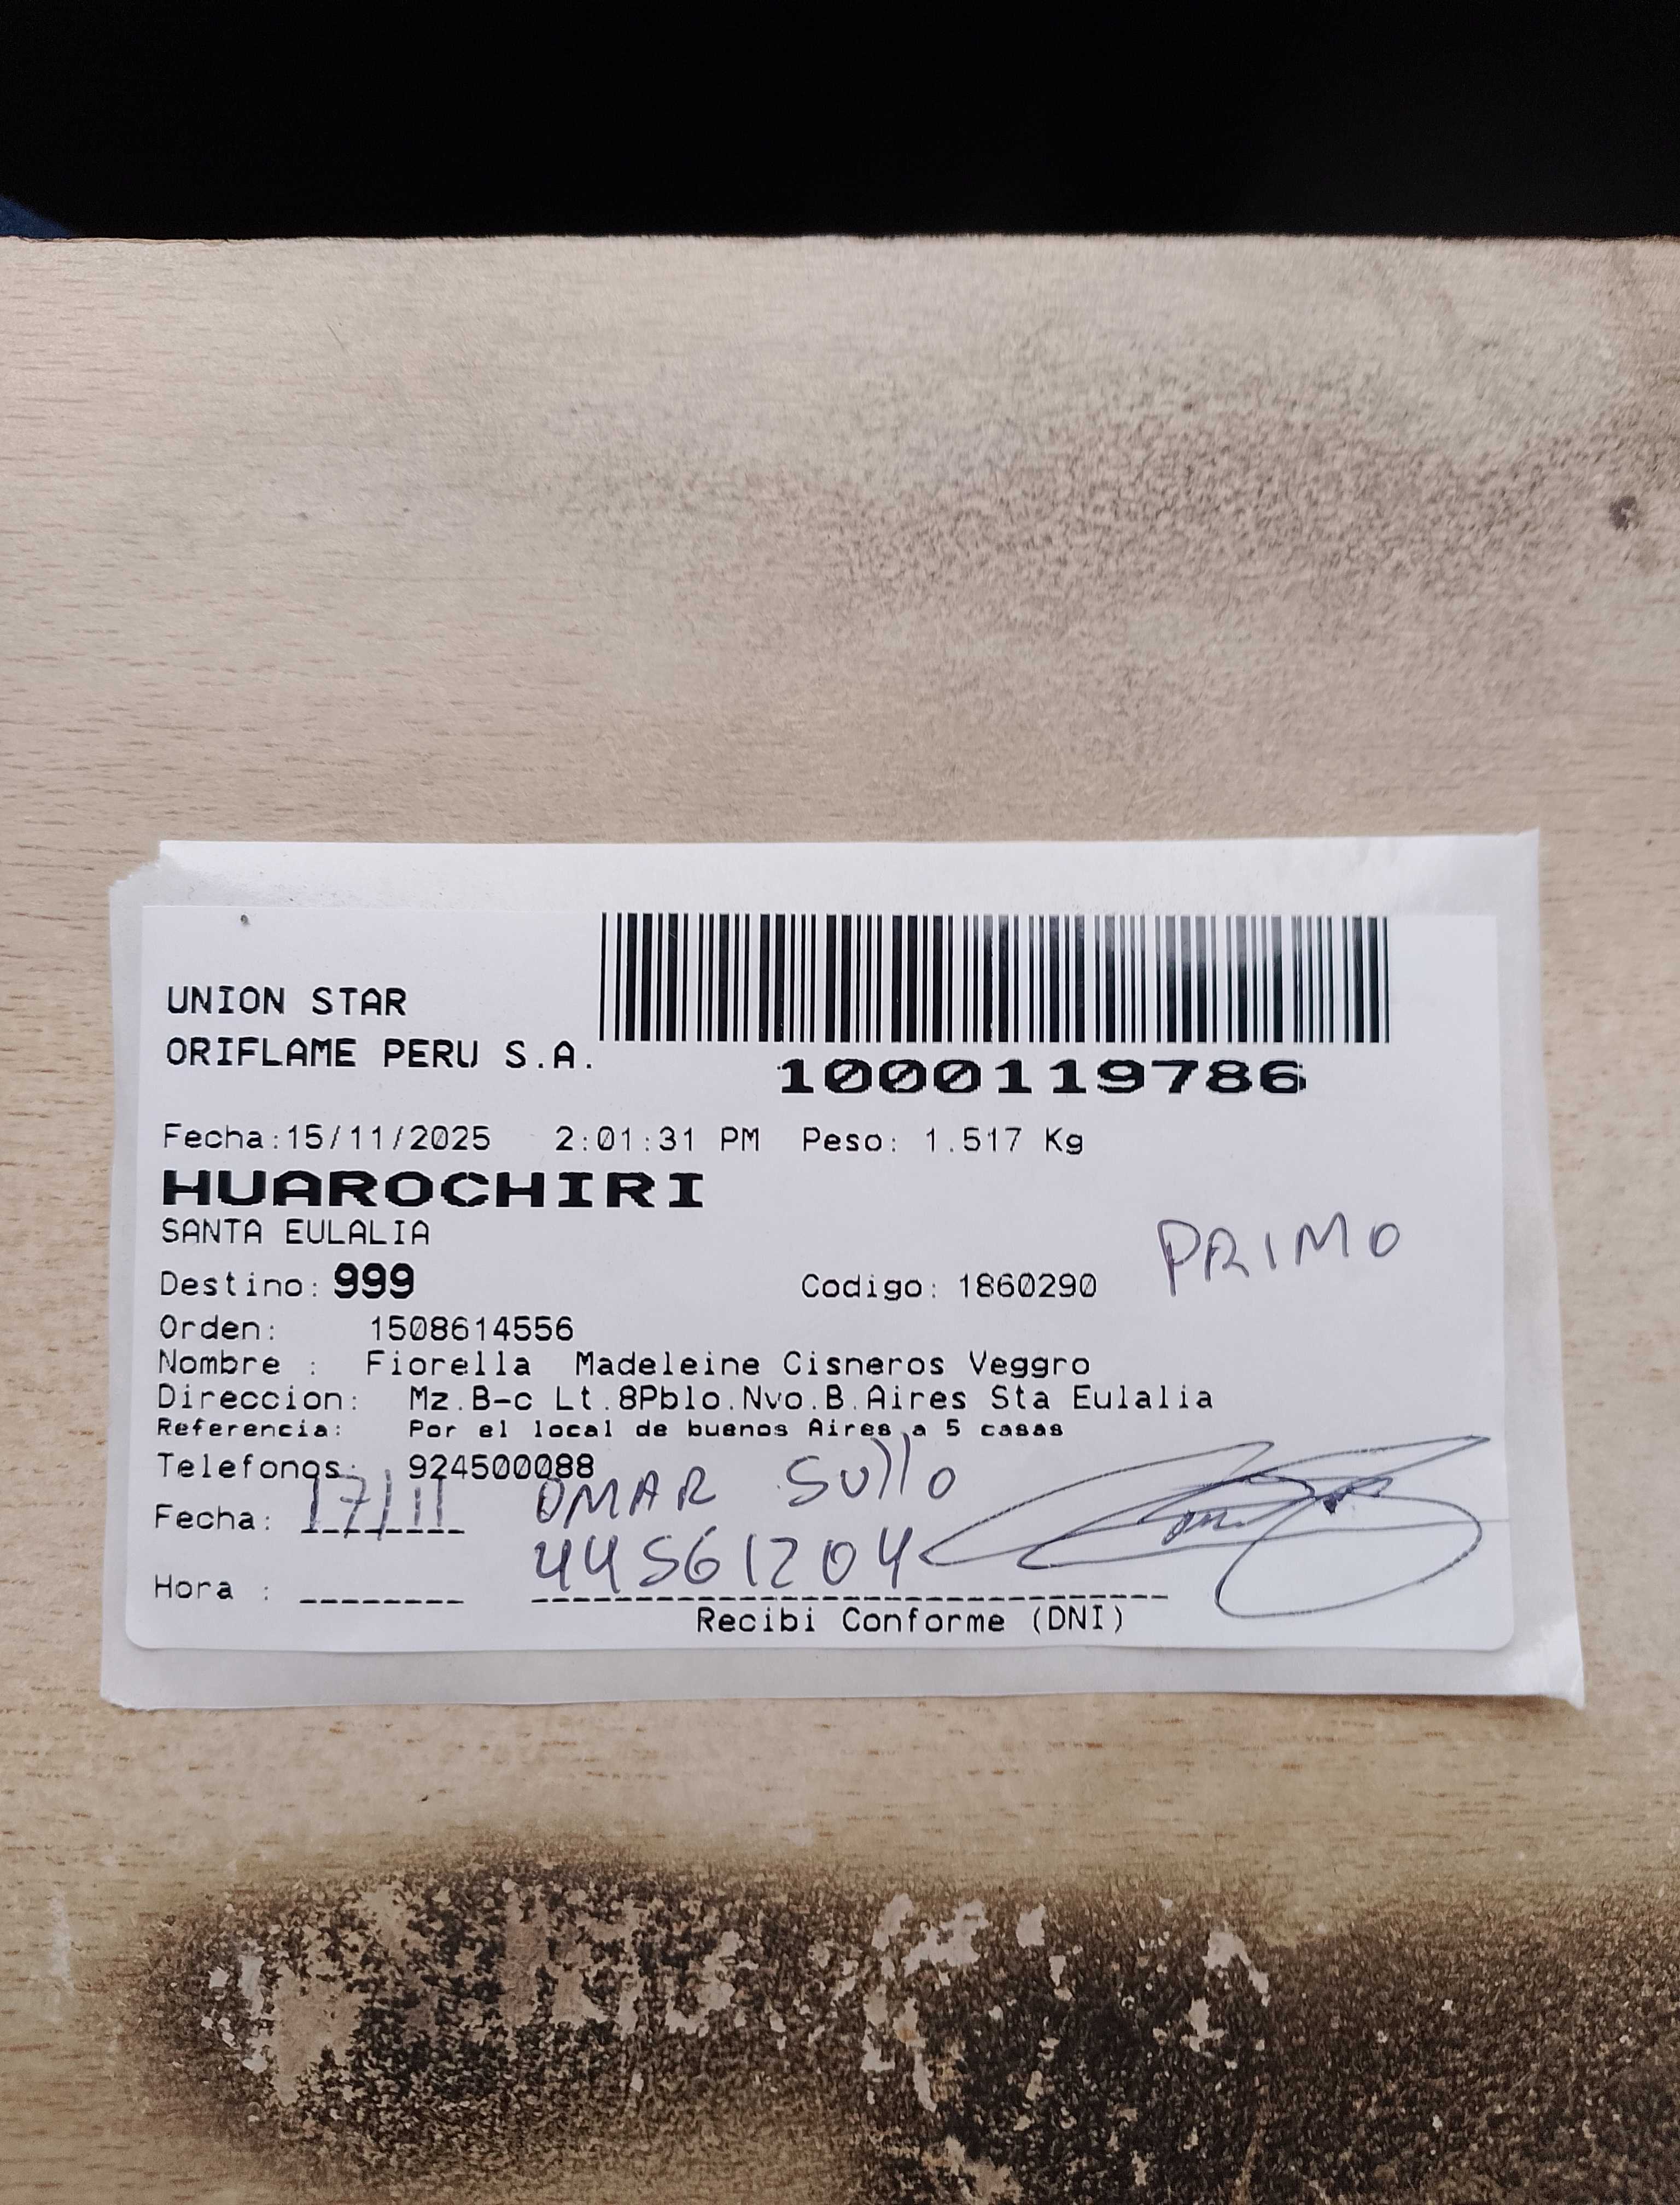 UNION STAR
ORIFLAME PERU S.A.
1000119786
Fecha:15/11/2025 2:01:31 PM Peso: 1.517 Kg
HUAROCHIRI
SANTA EULALIA
PRIMO
Destino: 999 Codigo: 1860290
Orden: 1508614556
Nombre : Fiorella Madeleine Cisneros Veggro
Direccion: Mz.B-c Lt.8Pblo.Nvo.B.Aires Sta Eulalia
Referencia: Por el local de buenos Aires a 5 casas
Telefonos: 924500088
Fecha: 17/11 OMAR Sullo
44561204
Hora : ________
Recibi Conforme (DNI)